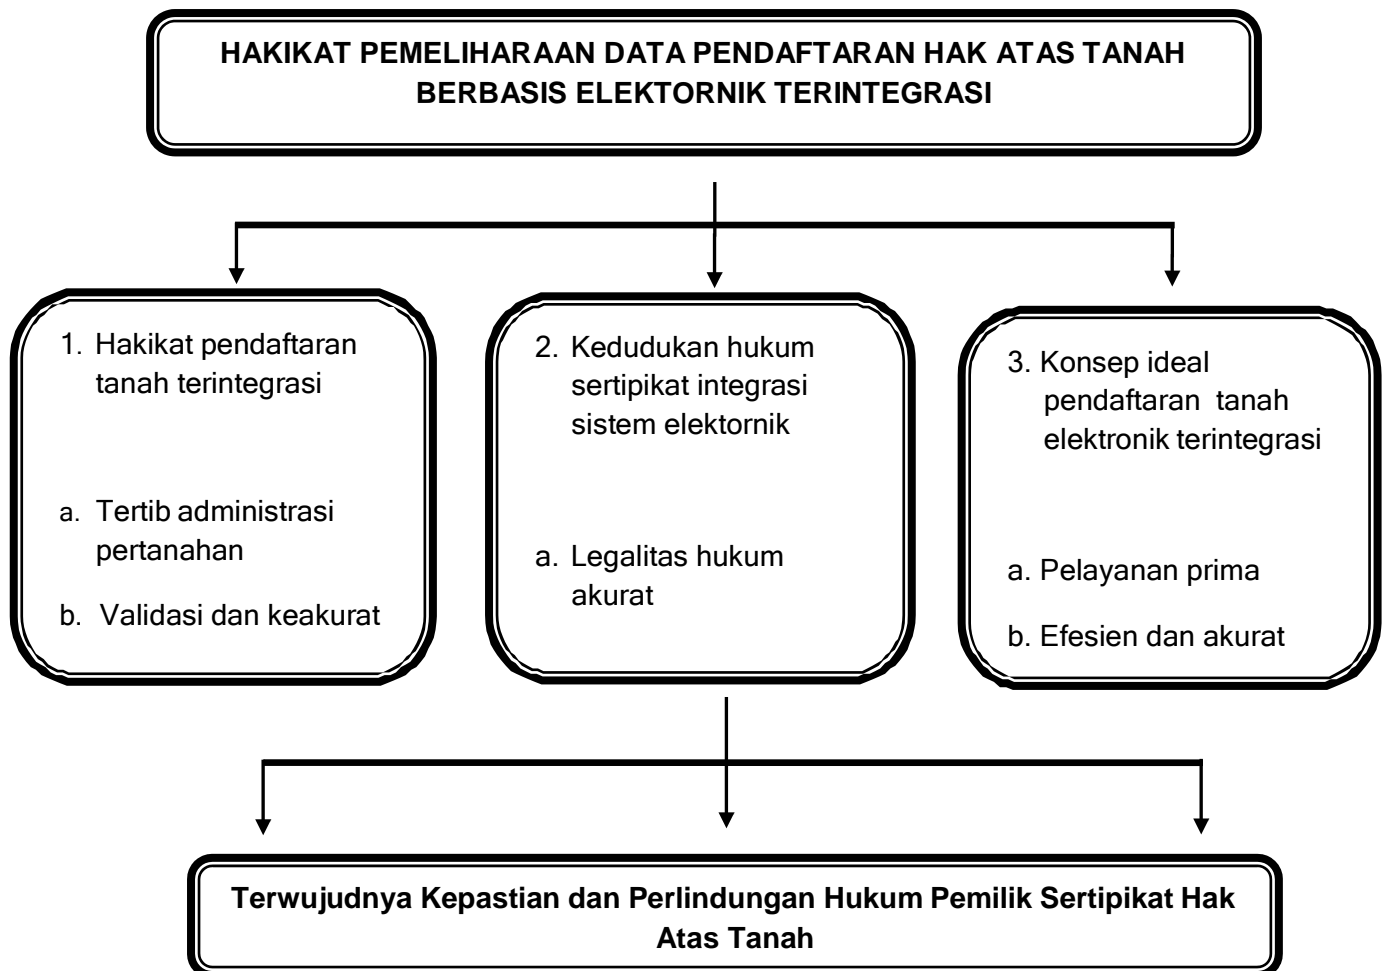 HAKIKAT PEMELIHARAAN DATA PENDAFTARAN HAK ATAS TANAH
BERBASIS ELEKTORNIK TERINTEGRASI
1. Hakikat pendaftaran
tanah terintegrasi
a. Tertib administrasi
pertanahan
b. Validasi dan keakurat
2. Kedudukan hukum
sertipikat integrasi
sistem elektornik
a. Legalitas hukum
akurat
3. Konsep ideal
pendaftaran tanah
elektronik terintegrasi
a. Pelayanan prima
b. Efesien dan akurat
Terwujudnya Kepastian dan Perlindungan Hukum Pemilik Sertipikat Hak
Atas Tanah